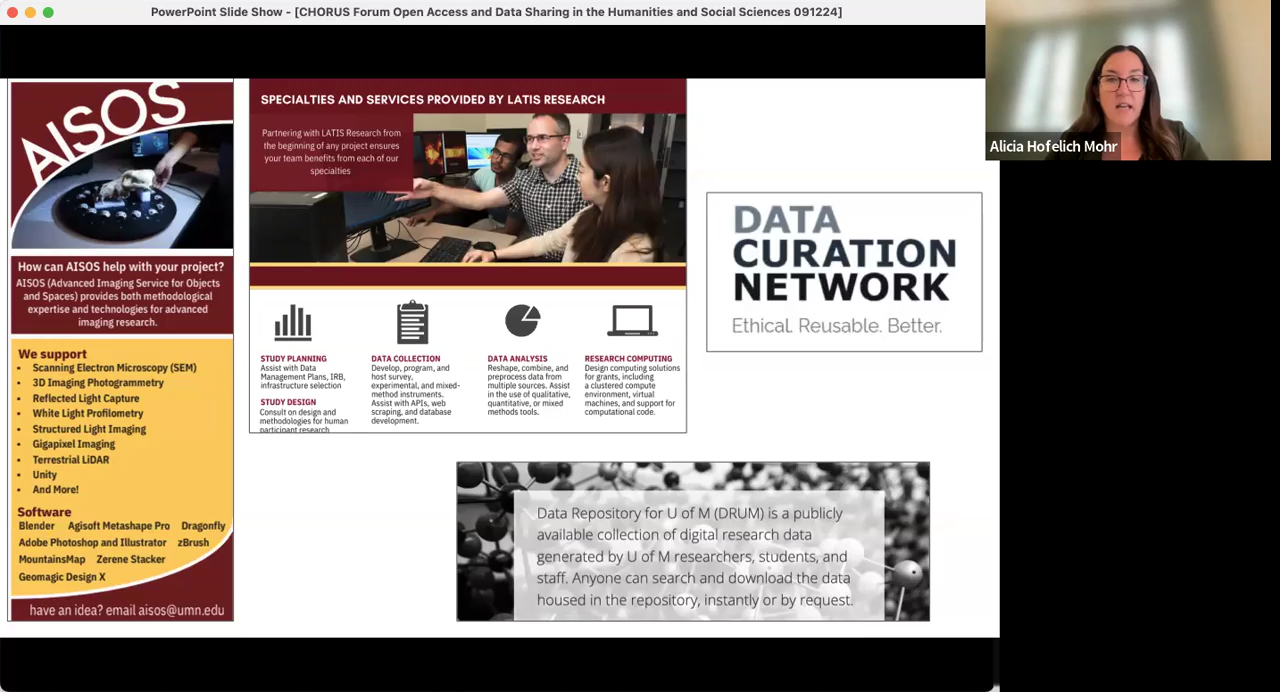 PowerPoint Slide Show - [CHORUS Forum Open Access and Data Sharing in the Humanities and Social Sciences 091224]
Alicia Hofelich Mohr
AISOS
How can AISOS help with your project?
AISOS (Advanced Imaging Service for Objects
and Spaces) provides both methodological
expertise and technologies for advanced
imaging research.
We support
• Scanning Electron Microscopy (SEM)
• 3D Imaging Photogrammetry
• Reflected Light Capture
• White Light Profilometry
• Structured Light Imaging
• Gigapixel Imaging
• Terrestrial LiDAR
• Unity
• And More!
Software
Blender Agisoft Metashape Pro Dragonfly
Adobe Photoshop and Illustrator zBrush
MountainsMap Zerene Stacker
Geomagic Design X
have an idea? email aisos@umn.edu
SPECIALTIES AND SERVICES PROVIDED BY LATIS RESEARCH
Partnering with LATIS Research from
the beginning of any project ensures
your team benefits from each of our
specialties
STUDY PLANNING
Assist with Data
Management Plans, IRB,
infrastructure selection
STUDY DESIGN
Consult on design and
methodologies for human
participant research
DATA COLLECTION
Develop, program, and
host survey,
experimental, and mixed-
method instruments.
Assist with APIs, web
scraping, and database
development.
DATA ANALYSIS
Reshape, combine, and
preprocess data from
multiple sources. Assist
in the use of qualitative,
quantitative, or mixed
methods tools.
RESEARCH COMPUTING
Design computing solutions
for grants, including
a clustered compute
environment, virtual
machines, and support for
computational code.
DATA
CURATION
NETWORK
Ethical. Reusable. Better.
Data Repository for U of M (DRUM) is a publicly
available collection of digital research data
generated by U of M researchers, students, and
staff. Anyone can search and download the data
housed in the repository, instantly or by request.